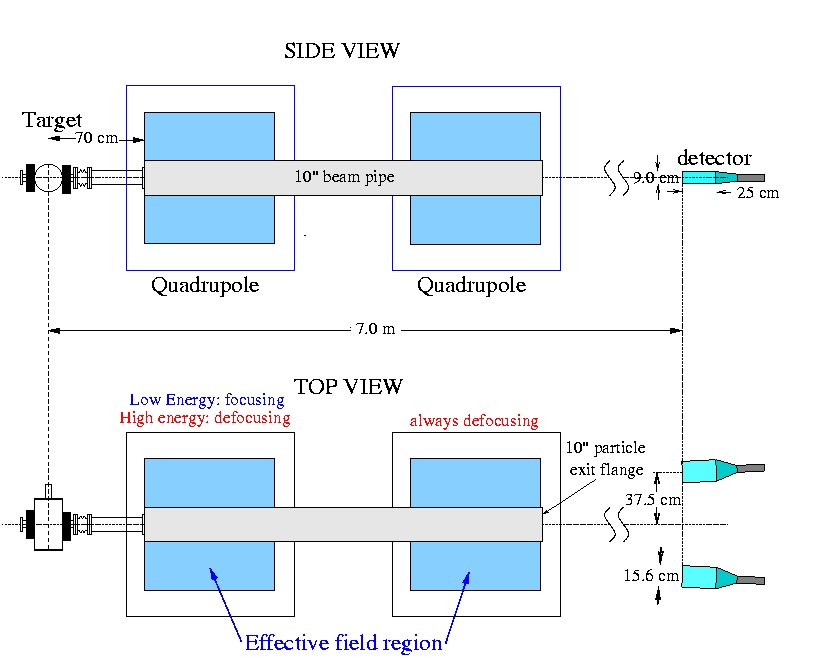 SIDE VIEW
Target
70 cm
10" beam pipe
9.0 cm
detector
25 cm
Quadrupole
Quadrupole
7.0 m
TOP VIEW
Low Energy: focusing
High energy: defocusing
always defocusing
10" particle
exit flange
37.5 cm
15.6 cm
Effective field region